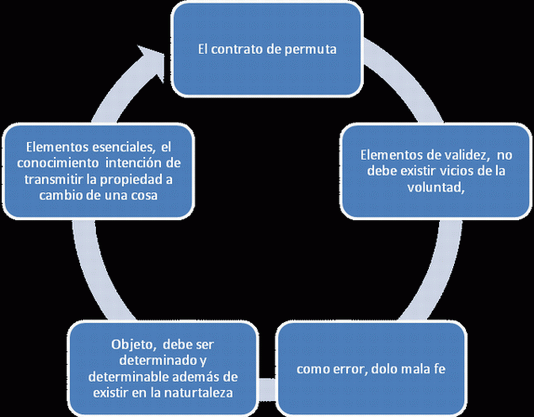 El contrato de permuta
Elementos de validez, no
debe existir vicios de la
voluntad,
como error, dolo mala fe
Objeto, debe ser
determinado y
determinable además de
existir en la naturtaleza
Elementos esenciales, el
conocimiento intención de
transmitir la propiedad a
cambio de una cosa